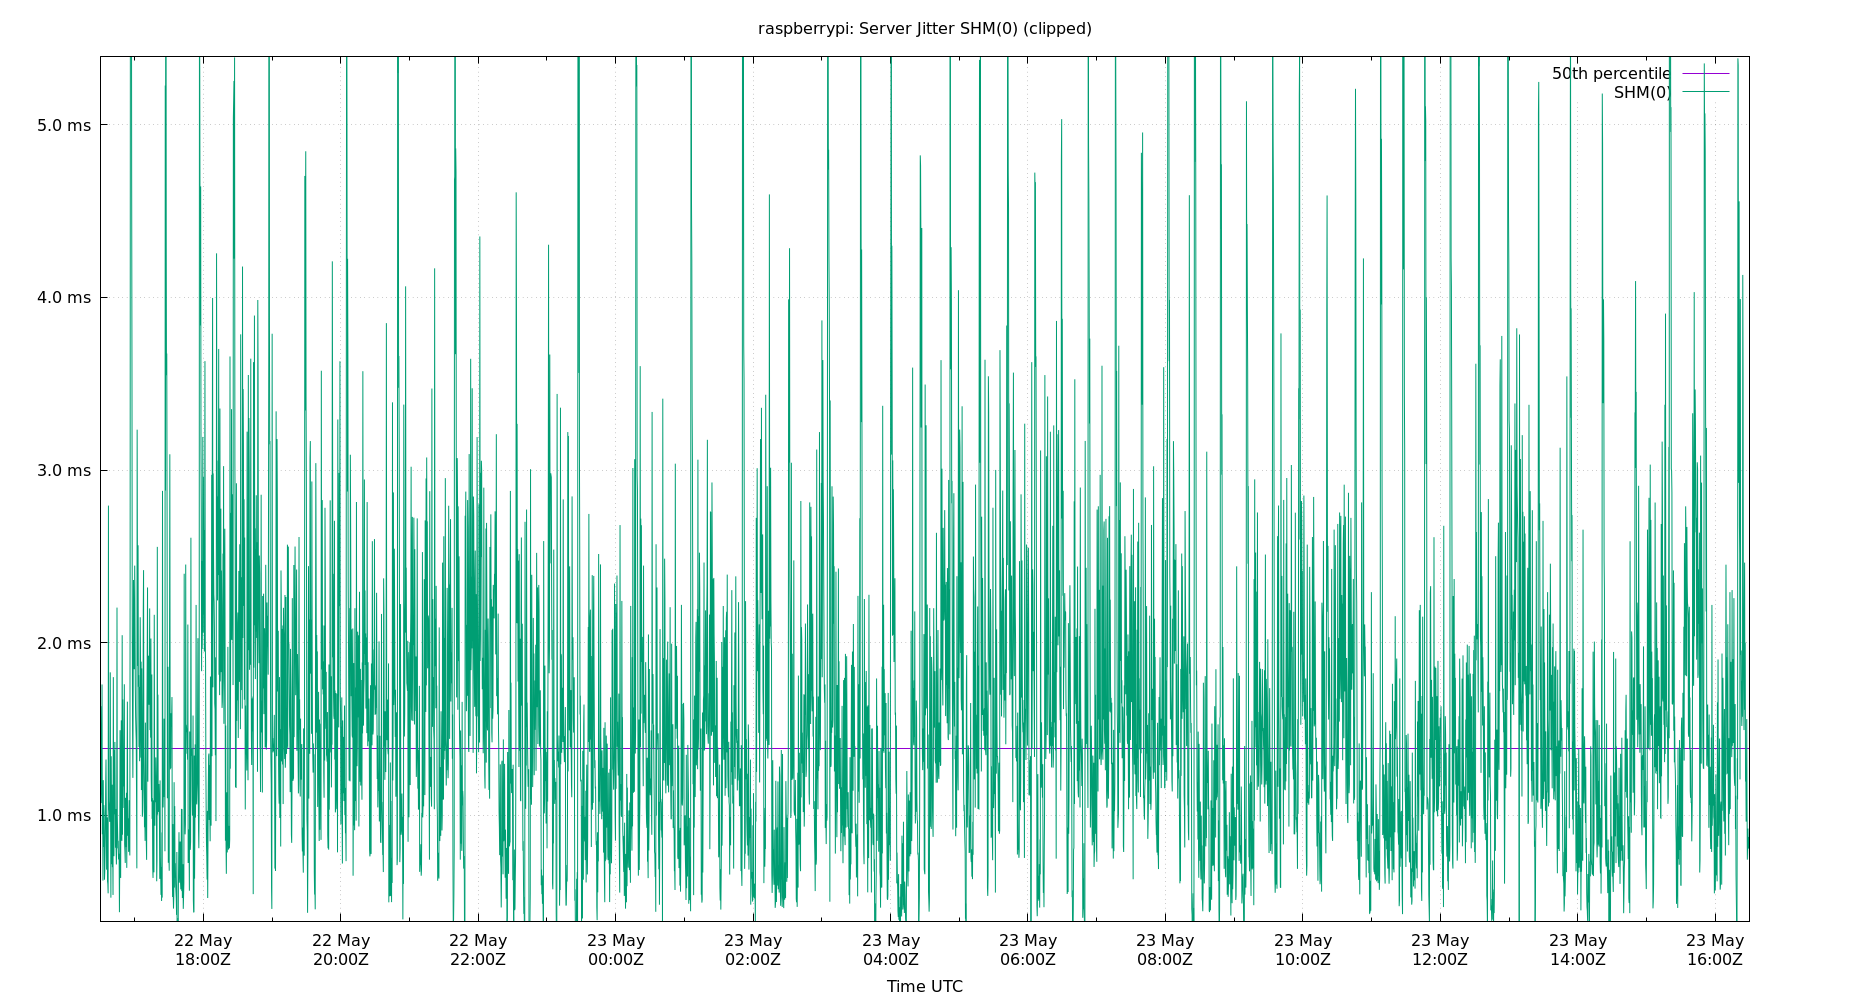 raspberrypi: Server Jitter SHM(0) (clipped)
50th percentile
SHM(0)
5.0 ms
4.0 ms
3.0 ms
2.0 ms
1.0 ms
22 May 22 May 22 May 23 May 23 May 23 May 23 May 23 May 23 May 23 May 23 May 23 May
18:00Z 20:00Z 22:00Z 00:00Z 02:00Z 04:00Z 06:00Z 08:00Z 10:00Z 12:00Z 14:00Z 16:00Z
Time UTC